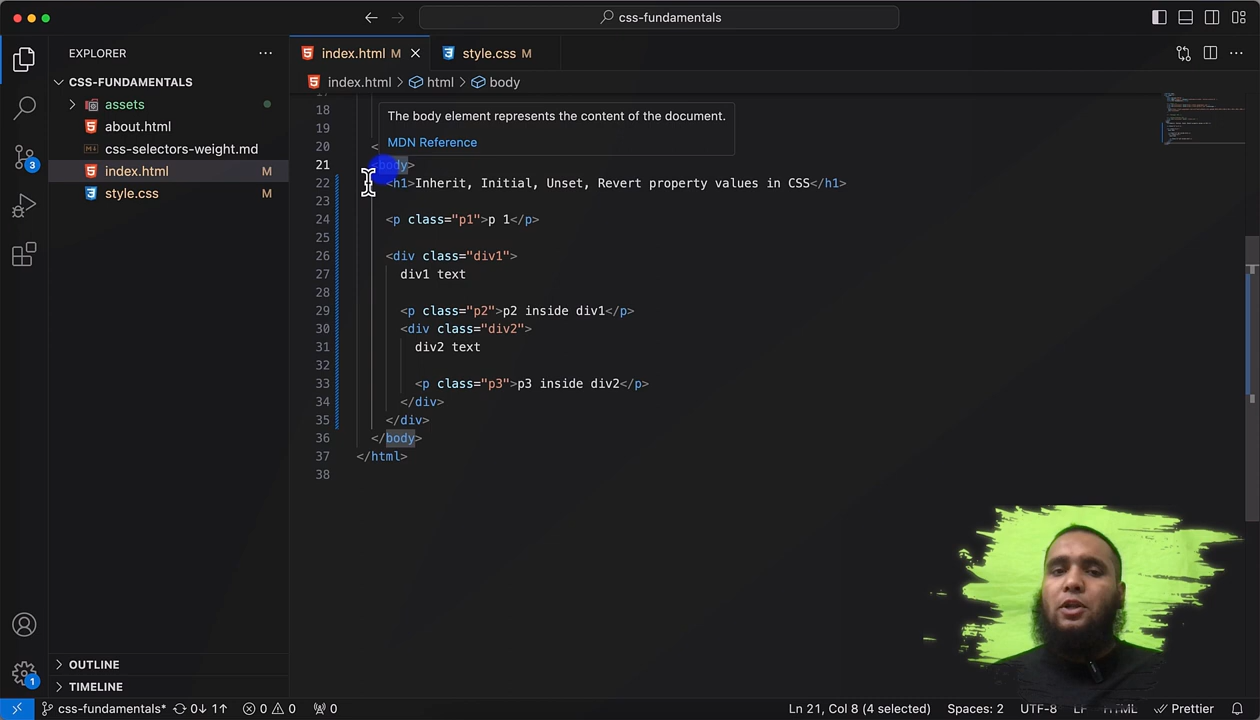 css-fundamentals
EXPLORER
CSS-FUNDAMENTALS
assets
about.html
css-selectors-weight.md
index.html M
style.css M
OUTLINE
TIMELINE
3
1
index.html M
style.css M
index.html > html > body
18
19
20 <
The body element represents the content of the document.
MDN Reference
21 <body>
22 <h1>Inherit, Initial, Unset, Revert property values in CSS</h1>
23
24 <p class="p1">p 1</p>
25
26 <div class="div1">
27 div1 text
28
29 <p class="p2">p2 inside div1</p>
30 <div class="div2">
31 div2 text
32
33 <p class="p3">p3 inside div2</p>
34 </div>
35 </div>
36 </body>
37 </html>
38
css-fundamentals* 0↓ 1↑ 0 0 0 Ln 21, Col 8 (4 selected) Spaces: 2 UTF-8 LF HTML Prettier